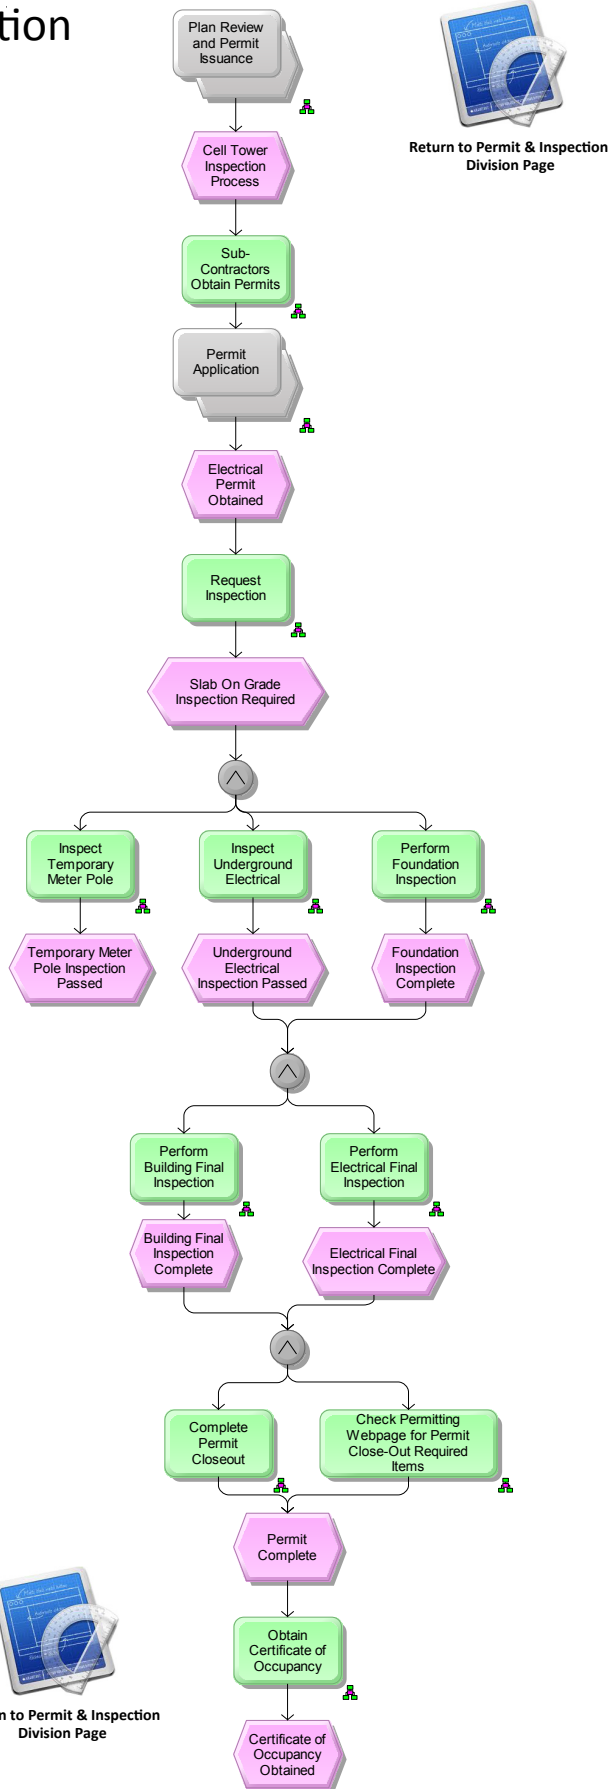 tion
Plan Review
and Permit
Issuance
Return to Permit & Inspection
Division Page
Cell Tower
Inspection
Process
Sub-
Contractors
Obtain Permits
Permit
Application
Electrical
Permit
Obtained
Request
Inspection
Slab On Grade
Inspection Required
Inspect
Temporary
Meter Pole
Inspect
Underground
Electrical
Perform
Foundation
Inspection
Temporary Meter
Pole Inspection
Passed
Underground
Electrical
Inspection Passed
Foundation
Inspection
Complete
Perform
Building Final
Inspection
Perform
Electrical Final
Inspection
Building Final
Inspection
Complete
Electrical Final
Inspection Complete
Complete
Permit
Closeout
Check Permitting
Webpage for Permit
Close-Out Required
Items
Permit
Complete
Obtain
Certificate of
Occupancy
n to Permit & Inspection
Division Page
Certificate of
Occupancy
Obtained